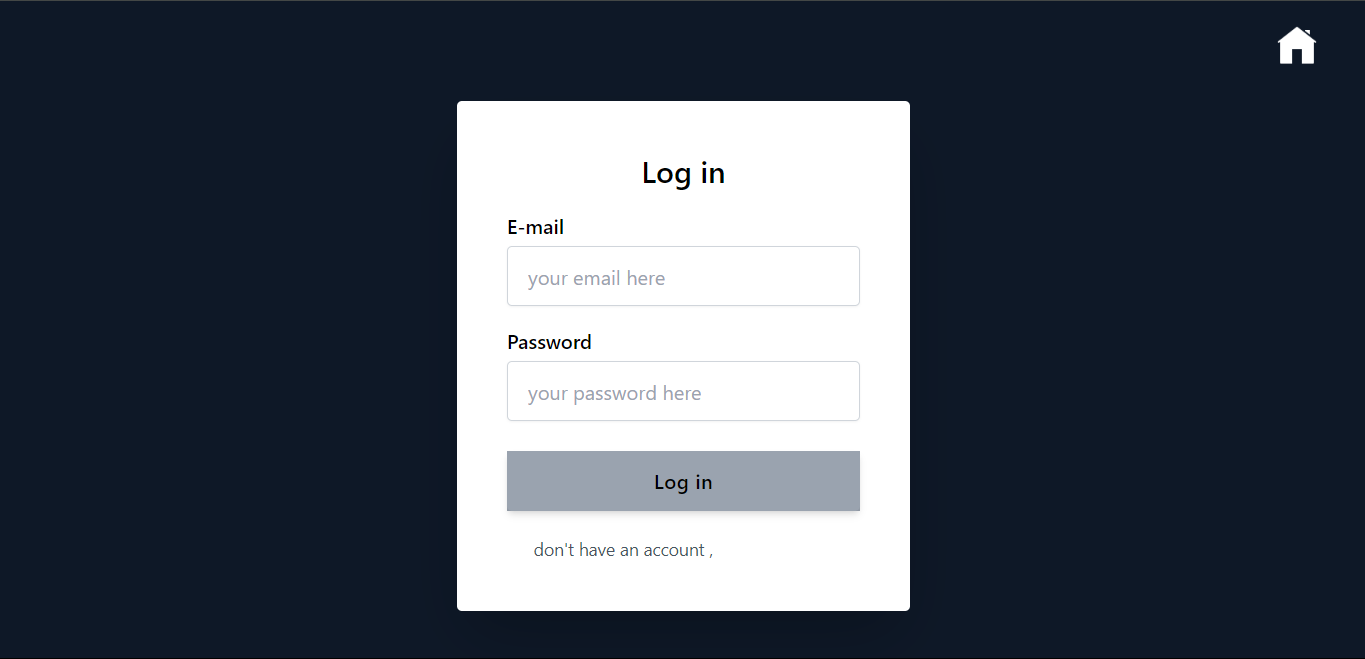 Log in
E-mail
your email here
Password
your password here
Log in
don't have an account ,